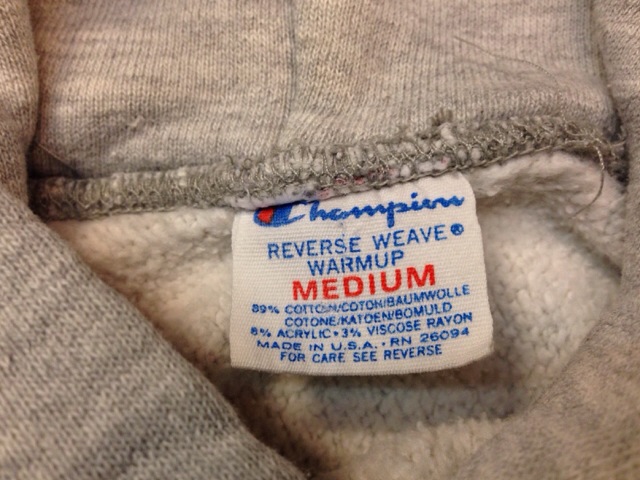 Champion
REVERSE WEAVE®
WARMUP
MEDIUM
89% COTTON/COTON/BAUMWOLLE
COTONE/KATOEN/BOMULD
8% ACRYLIC • 3% VISCOSE RAYON
MADE IN U.S.A. • RN 26094
FOR CARE SEE REVERSE